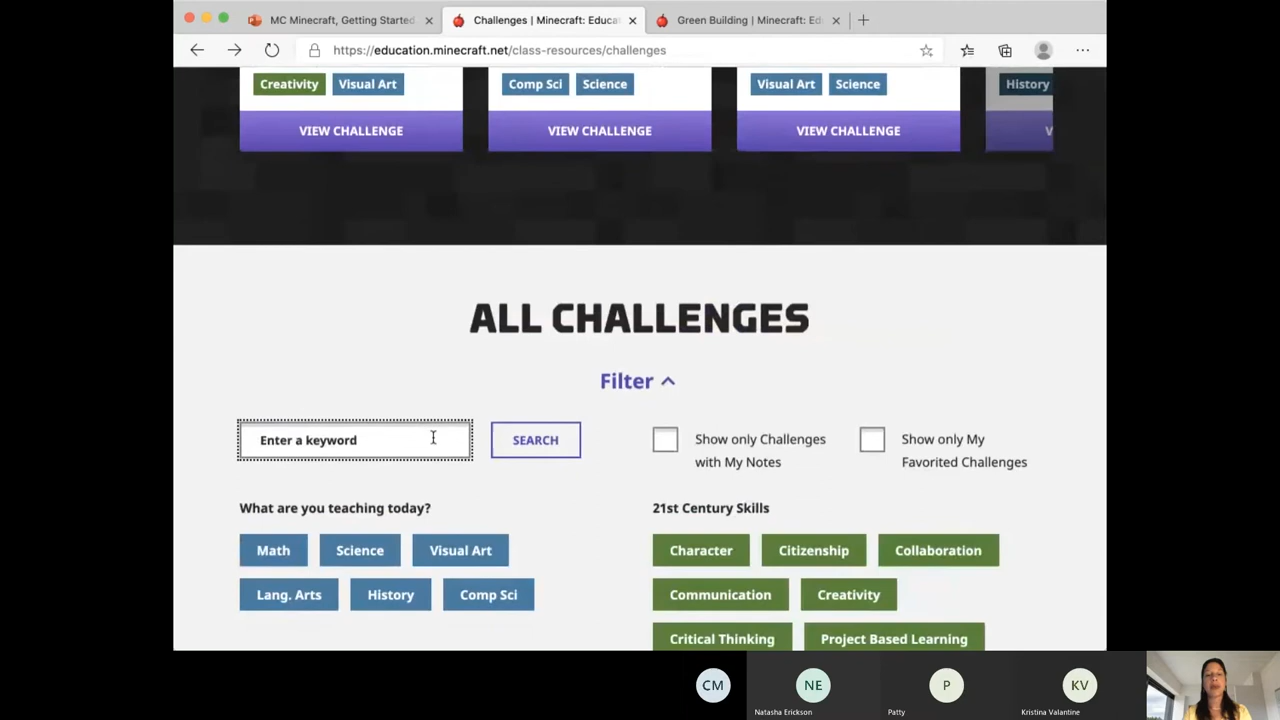 MC Minecraft, Getting Started
Challenges | Minecraft: Educa
Green Building | Minecraft: Ed
https://education.minecraft.net/class-resources/challenges
Creativity
Visual Art
Comp Sci
Science
Visual Art
Science
History
VIEW CHALLENGE
VIEW CHALLENGE
VIEW CHALLENGE
V
ALL CHALLENGES
Filter
Enter a keyword
SEARCH
Show only Challenges
with My Notes
Show only My
Favorited Challenges
What are you teaching today?
Math
Science
Visual Art
Lang. Arts
History
Comp Sci
21st Century Skills
Character
Citizenship
Collaboration
Communication
Creativity
Critical Thinking
Project Based Learning
CM
NE
Natasha Erickson
P
Patty
KV
Kristina Valantine